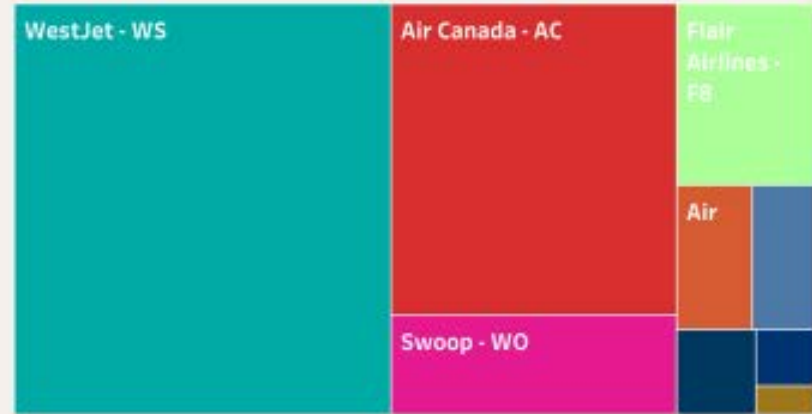 WestJet - WS
Air Canada - AC
Flair
Airlines -
F8
Air
Swoop - WO